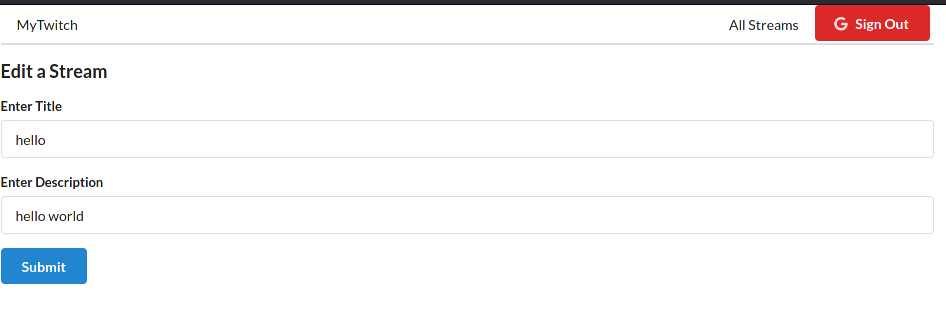 MyTwitch All Streams Sign Out
Edit a Stream
Enter Title
hello
Enter Description
hello world
Submit